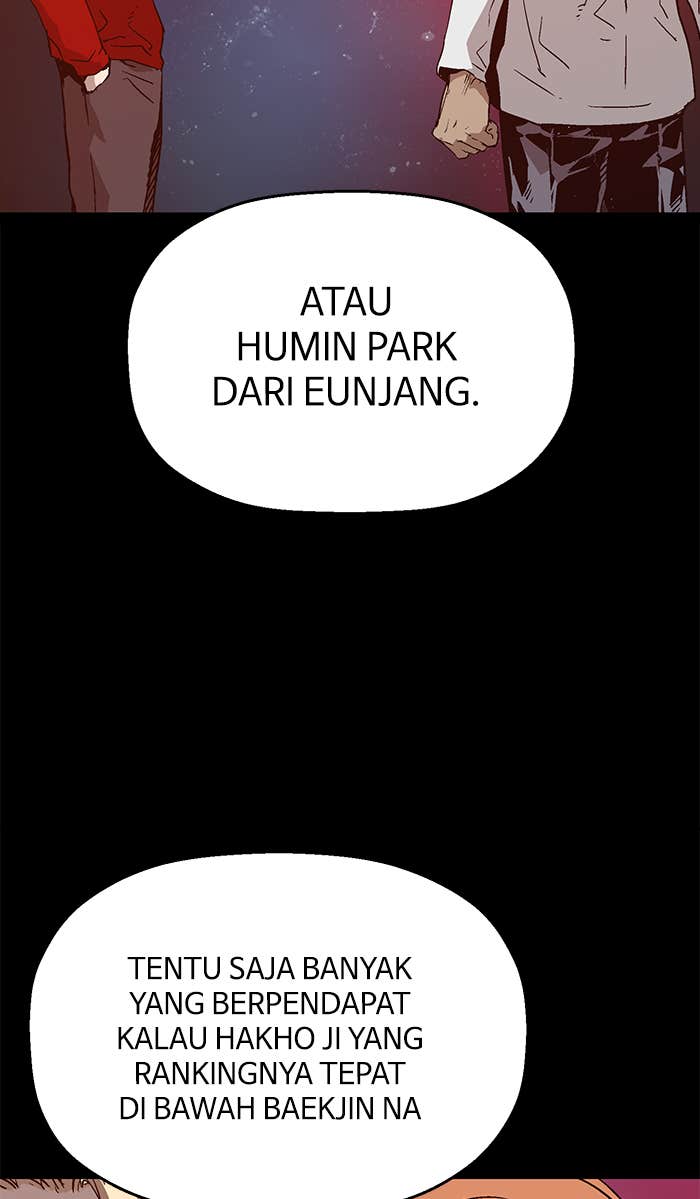 ATAU
HUMIN PARK
DARI EUNJANG.
TENTU SAJA BANYAK
YANG BERPENDAPAT
KALAU HAKHO JI YANG
RANKINGNYA TEPAT
DI BAWAH BAEKJIN NA